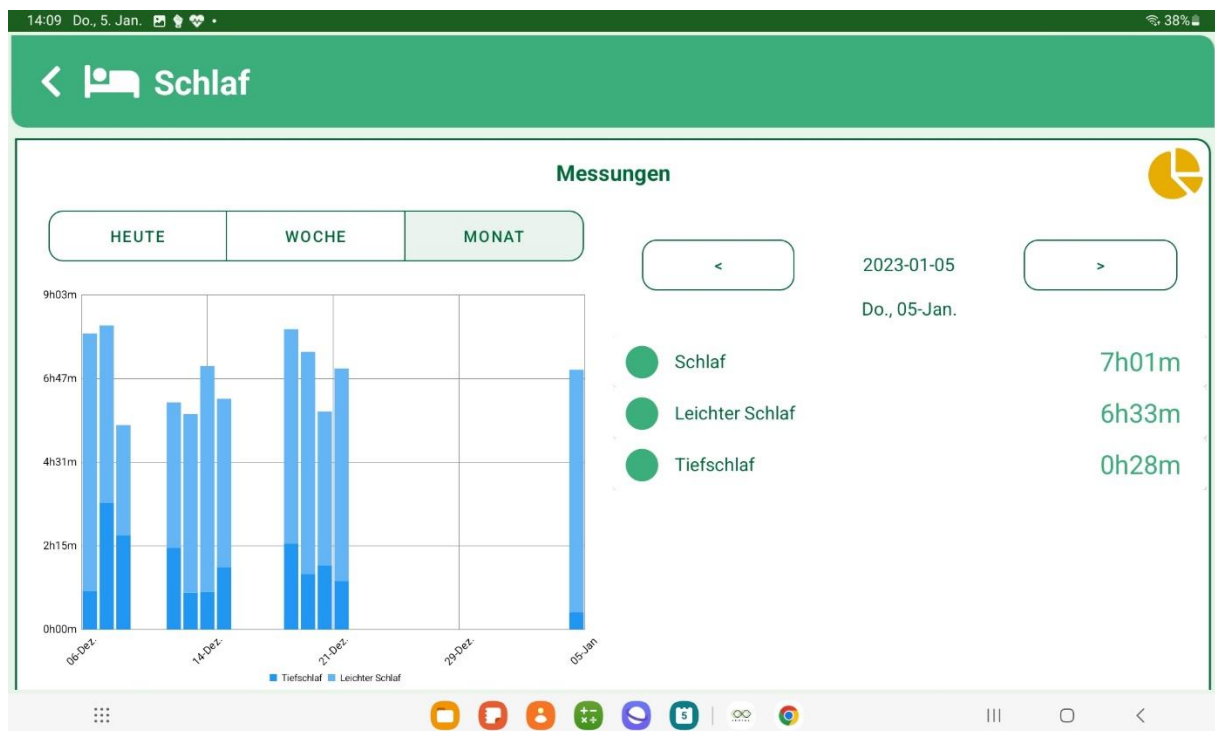 14:09 Do., 5. Jan. 38%
Schlaf
Messungen
HEUTE WOCHE MONAT
< 2023-01-05 >
Do., 05-Jan.
Schlaf 7h01m
Leichter Schlaf 6h33m
Tiefschlaf 0h28m
9h03m
6h47m
4h31m
2h15m
0h00m
06-Dez. 14-Dez. 21-Dez. 29-Dez. 05-Jan
Tiefschlaf Leichter Schlaf
5